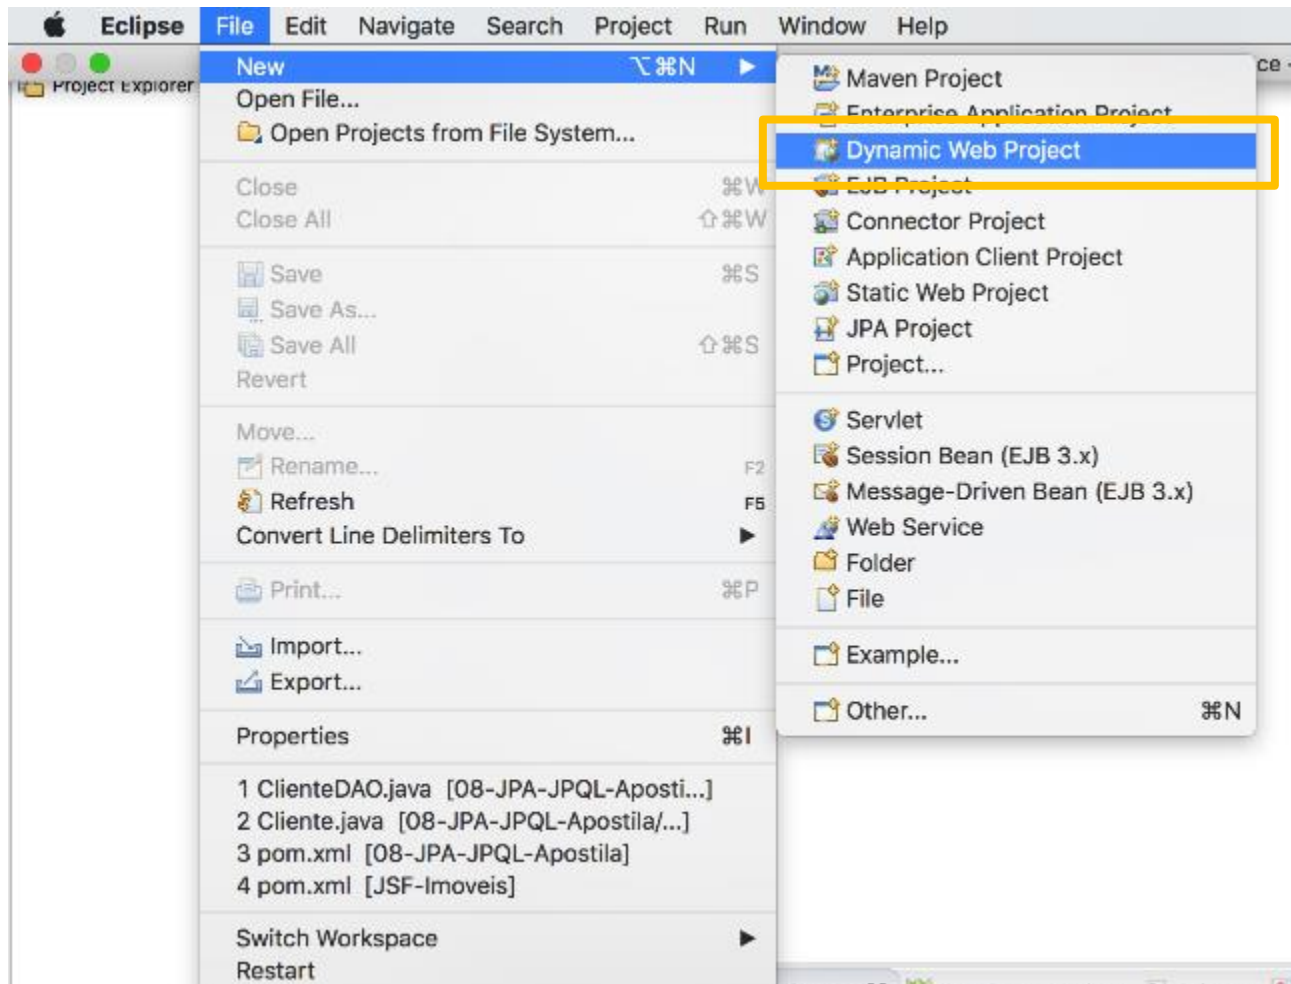 Eclipse File Edit Navigate Search Project Run Window Help
Project Explorer
ce -
New ⌥⌘N ▶
Open File...
Open Projects from File System...
Close ⌘W
Close All ⇧⌘W
Save ⌘S
Save As...
Save All ⇧⌘S
Revert
Move...
Rename... F2
Refresh F5
Convert Line Delimiters To ▶
Print... ⌘P
Import...
Export...
Properties ⌘I
1 ClienteDAO.java [08-JPA-JPQL-Aposti...]
2 Cliente.java [08-JPA-JPQL-Apostila/...]
3 pom.xml [08-JPA-JPQL-Apostila]
4 pom.xml [JSF-Imoveis]
Switch Workspace ▶
Restart
Maven Project
Enterprise Application Project
Dynamic Web Project
EJB Project
Connector Project
Application Client Project
Static Web Project
JPA Project
Project...
Servlet
Session Bean (EJB 3.x)
Message-Driven Bean (EJB 3.x)
Web Service
Folder
File
Example...
Other... ⌘N